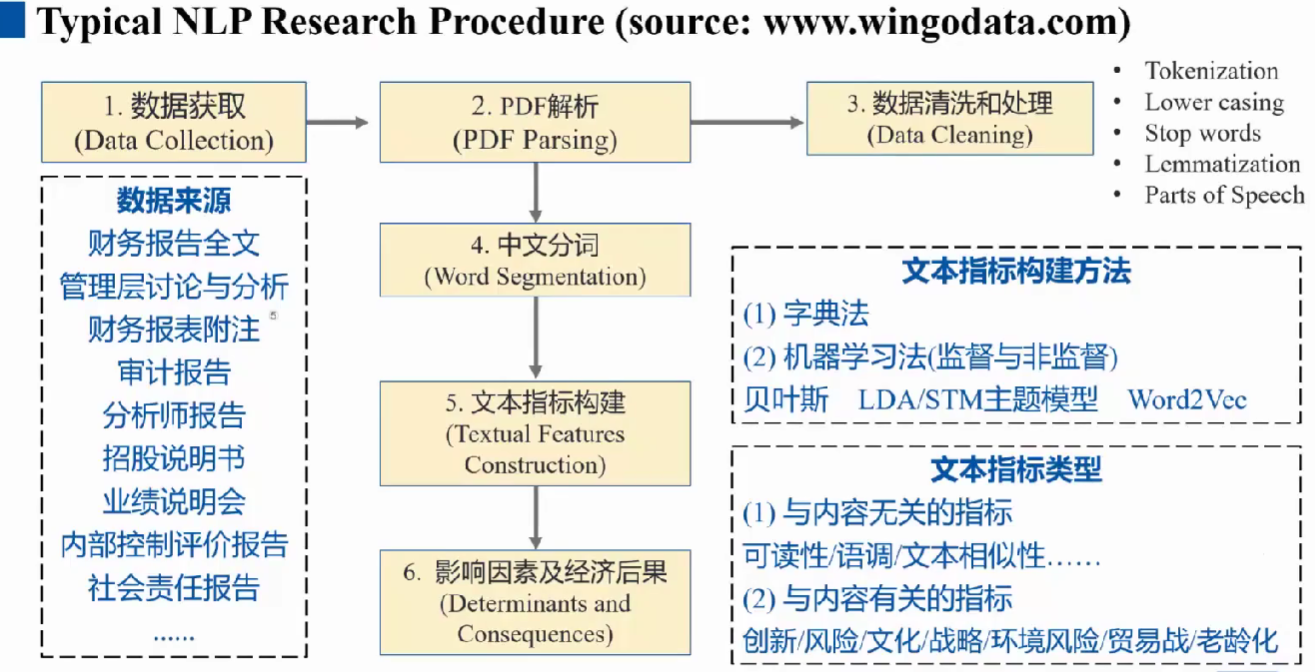 Typical NLP Research Procedure (source: www.wingodata.com)
1. 数据获取
(Data Collection)
2. PDF解析
(PDF Parsing)
3. 数据清洗和处理
(Data Cleaning)
• Tokenization
• Lower casing
• Stop words
• Lemmatization
• Parts of Speech
数据来源
财务报告全文
管理层讨论与分析
财务报表附注
审计报告
分析师报告
招股说明书
业绩说明会
内部控制评价报告
社会责任报告
......
4. 中文分词
(Word Segmentation)
5. 文本指标构建
(Textual Features
Construction)
6. 影响因素及经济后果
(Determinants and
Consequences)
文本指标构建方法
(1) 字典法
(2) 机器学习法(监督与非监督)
贝叶斯 LDA/STM主题模型 Word2Vec
文本指标类型
(1) 与内容无关的指标
可读性/语调/文本相似性……
(2) 与内容有关的指标
创新/风险/文化/战略/环境风险/贸易战/老龄化